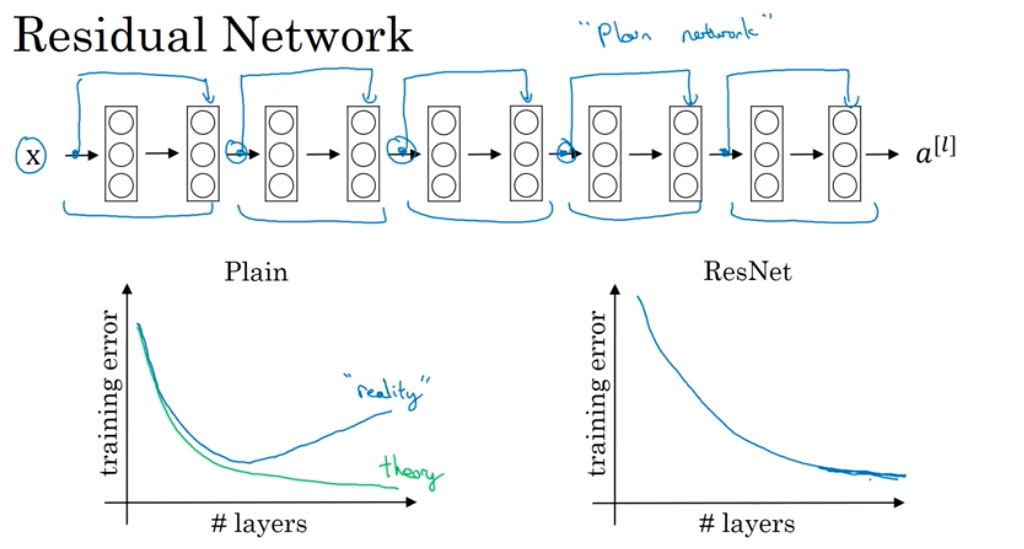 Residual Network
"Plain network"
x
a[l]
Plain
ResNet
training error
"reality"
theory
# layers
training error
# layers